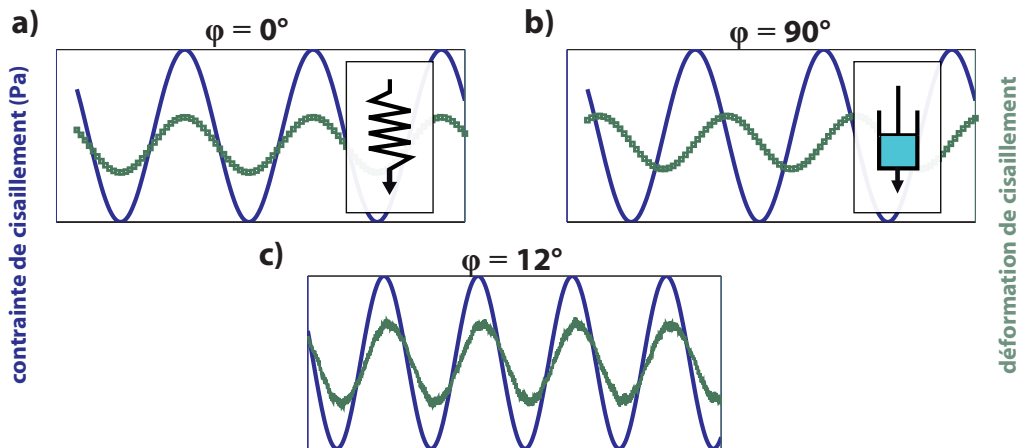 a)
φ = 0°
b)
φ = 90°
contrainte de cisaillement (Pa)
déformation de cisaillement
c)
φ = 12°